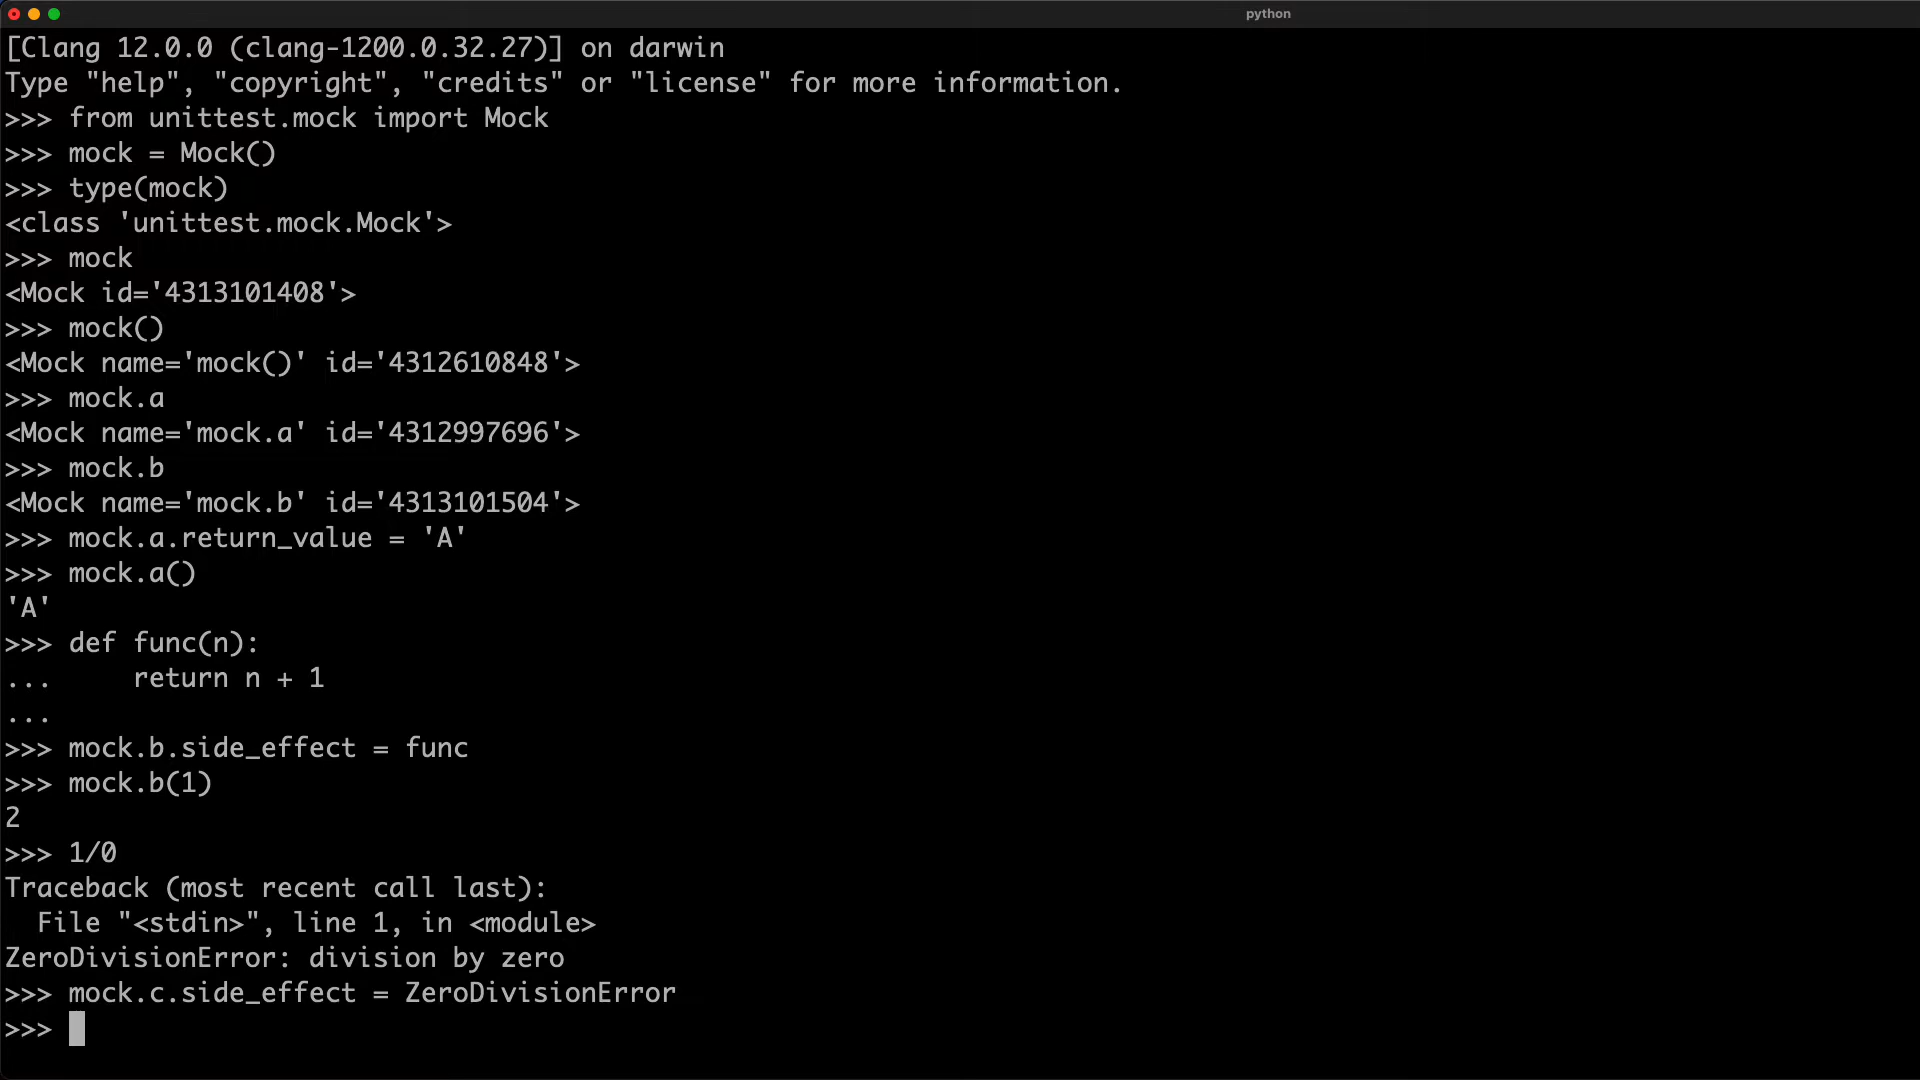 python
[Clang 12.0.0 (clang-1200.0.32.27)] on darwin
Type "help", "copyright", "credits" or "license" for more information.
>>> from unittest.mock import Mock
>>> mock = Mock()
>>> type(mock)
<class 'unittest.mock.Mock'>
>>> mock
<Mock id='4313101408'>
>>> mock()
<Mock name='mock()' id='4312610848'>
>>> mock.a
<Mock name='mock.a' id='4312997696'>
>>> mock.b
<Mock name='mock.b' id='4313101504'>
>>> mock.a.return_value = 'A'
>>> mock.a()
'A'
>>> def func(n):
...     return n + 1
...
>>> mock.b.side_effect = func
>>> mock.b(1)
2
>>> 1/0
Traceback (most recent call last):
  File "<stdin>", line 1, in <module>
ZeroDivisionError: division by zero
>>> mock.c.side_effect = ZeroDivisionError
>>>